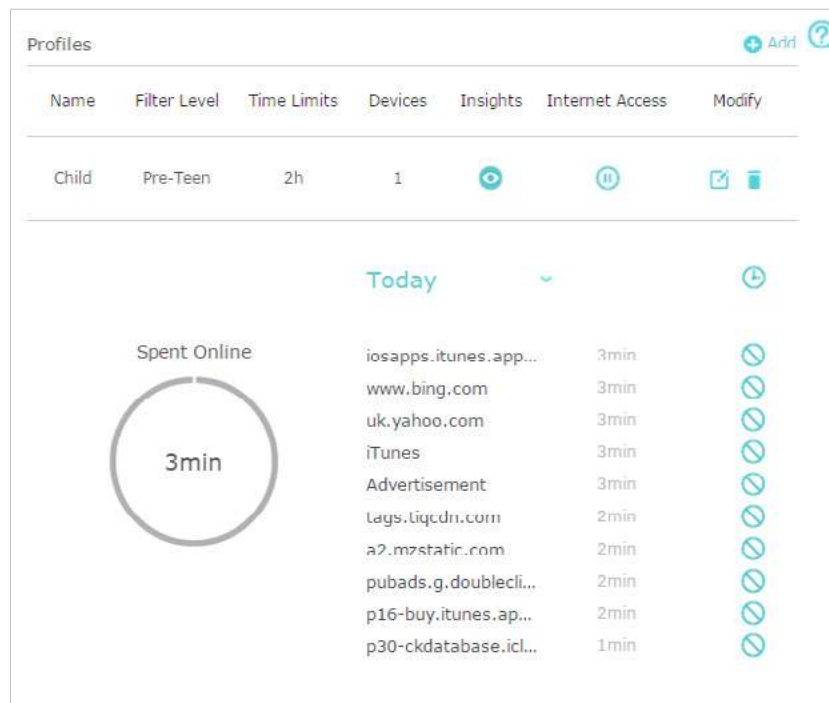 Profiles
Add
Name Filter Level Time Limits Devices Insights Internet Access Modify
Child Pre-Teen 2h 1
Today
Spent Online
3min
iosapps.itunes.app... 3min
www.bing.com 3min
uk.yahoo.com 3min
iTunes 3min
Advertisement 3min
tags.tiqcdn.com 2min
a2.mzstatic.com 2min
pubads.g.doublecli... 2min
p16-buy.itunes.ap... 2min
p30-ckdatabase.icl... 1min